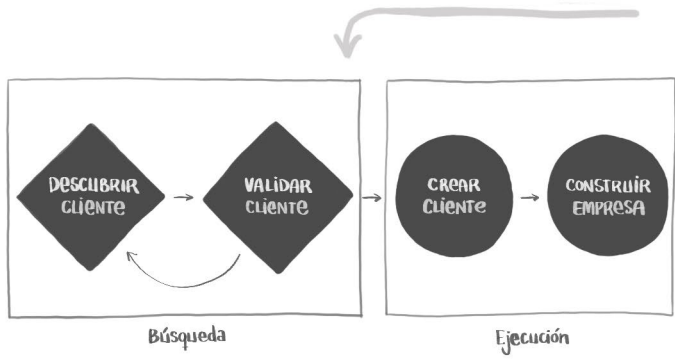 DESCUBRIR
CLIENTE
VALIDAR
CLIENTE
CREAR
CLIENTE
CONSTRUIR
EMPRESA
Búsqueda
Ejecución